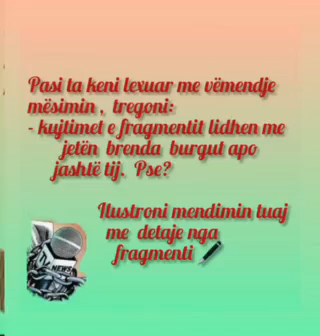 Pasi ta keni lexuar me vëmendje
mësimin , tregoni:
- kujtimet e fragmentit lidhen me
jetën brenda burgut apo
jashtë tij. Pse?
Ilustroni mendimin tuaj
me detaje nga
fragmenti
TV
NEWS